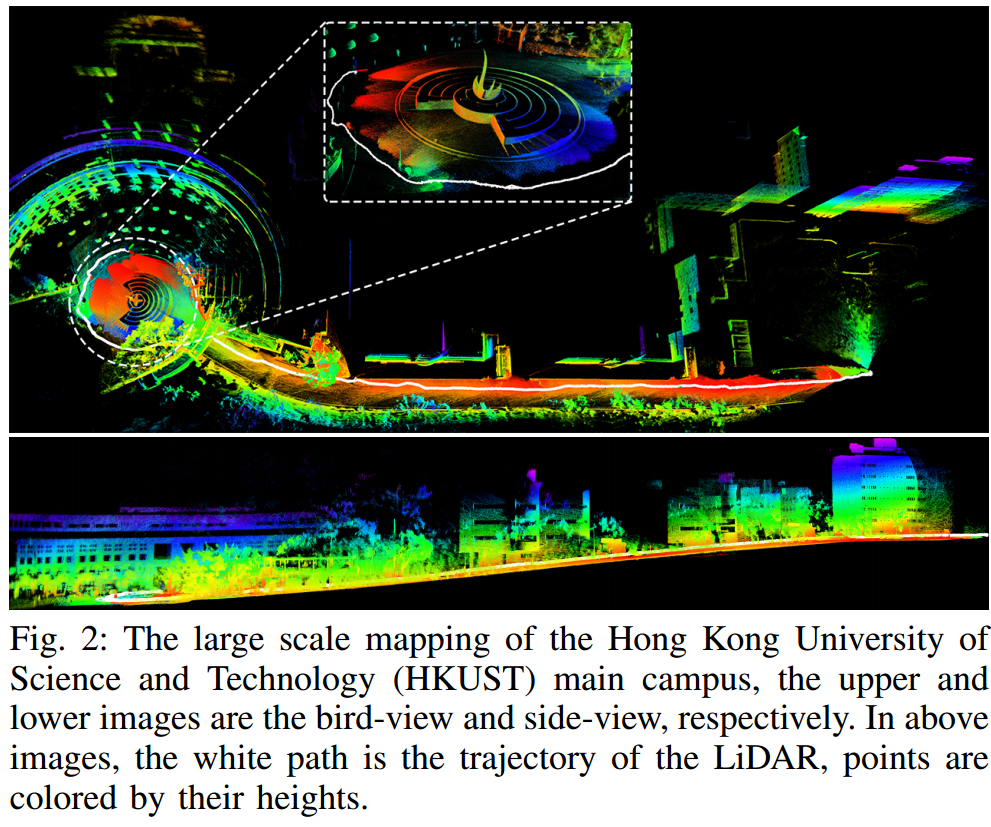 Fig. 2: The large scale mapping of the Hong Kong University of
Science and Technology (HKUST) main campus, the upper and
lower images are the bird-view and side-view, respectively. In above
images, the white path is the trajectory of the LiDAR, points are
colored by their heights.